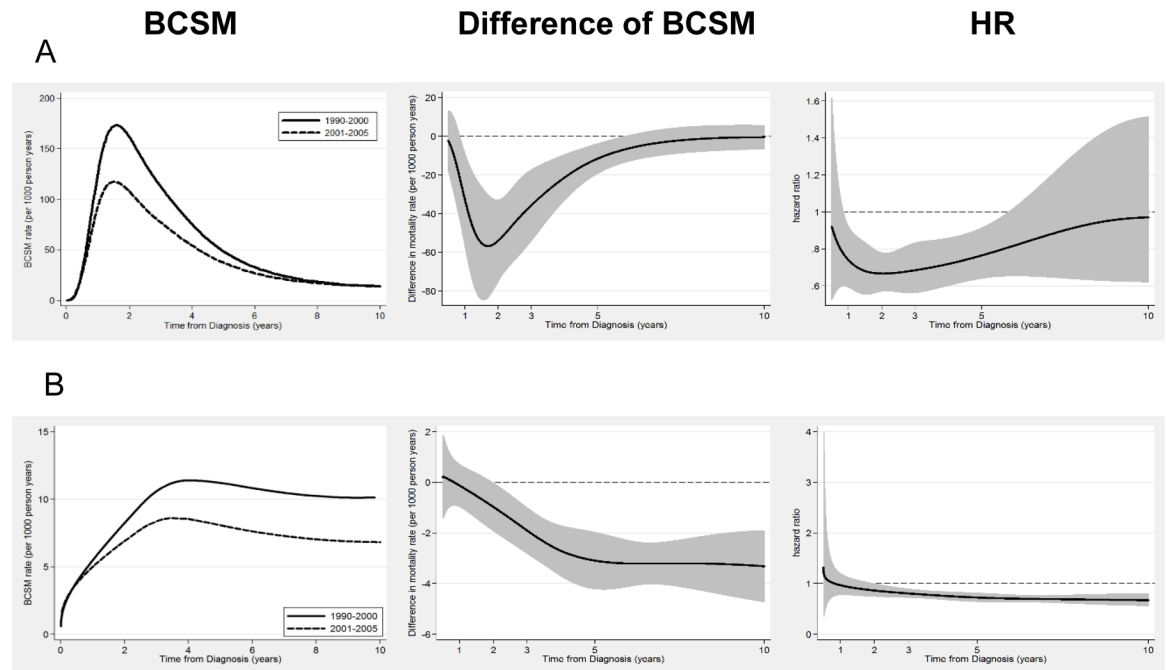 BCSM
Difference of BCSM
HR
A
BCSM rate (per 1000 person years)
200
150
100
50
0
1990-2000
2001-2005
0 2 4 6 8 10
Time from Diagnosis (years)
Difference in mortality rate (per 1000 person years)
20
0
-20
-40
-60
-80
1 2 3 5 10
Time from Diagnosis (years)
hazard ratio
1.6
1.4
1.2
1
.8
.6
1 2 3 5 10
Time from Diagnosis (years)
B
BCSM rate (per 1000 person years)
15
10
5
0
1990-2000
2001-2005
0 2 4 6 8 10
Time from Diagnosis (years)
Difference in mortality rate (per 1000 person years)
2
0
-2
-4
-6
1 2 3 5 10
Time from Diagnosis (years)
hazard ratio
4
3
2
1
0
1 2 3 5 10
Time from Diagnosis (years)